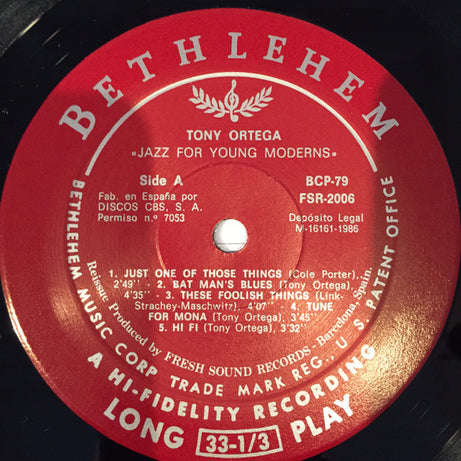 BETHLEHEM
TONY ORTEGA
«JAZZ FOR YOUNG MODERNS»
Side A
BCP-79
Fab. en España por
DISCOS CBS, S. A.
Permiso n.º 7053
FSR-2006
Depósito Legal
M-16161-1986
1. JUST ONE OF THOSE THINGS (Cole Porter),
2'49" - 2. BAT MAN'S BLUES (Tony Ortega),
4'35" - 3. THESE FOOLISH THINGS (Link-
Strachey-Maschwitz), 4'07" - 4. TUNE
FOR MONA (Tony Ortega), 3'45"
5. HI FI (Tony Ortega), 3'32"
Reissue Produced by FRESH SOUND RECORDS - Barcelona, Spain.
BETHLEHEM MUSIC CORP TRADE MARK REG., U. S. PATENT OFFICE
A HI-FIDELITY RECORDING
LONG 33-1/3 PLAY